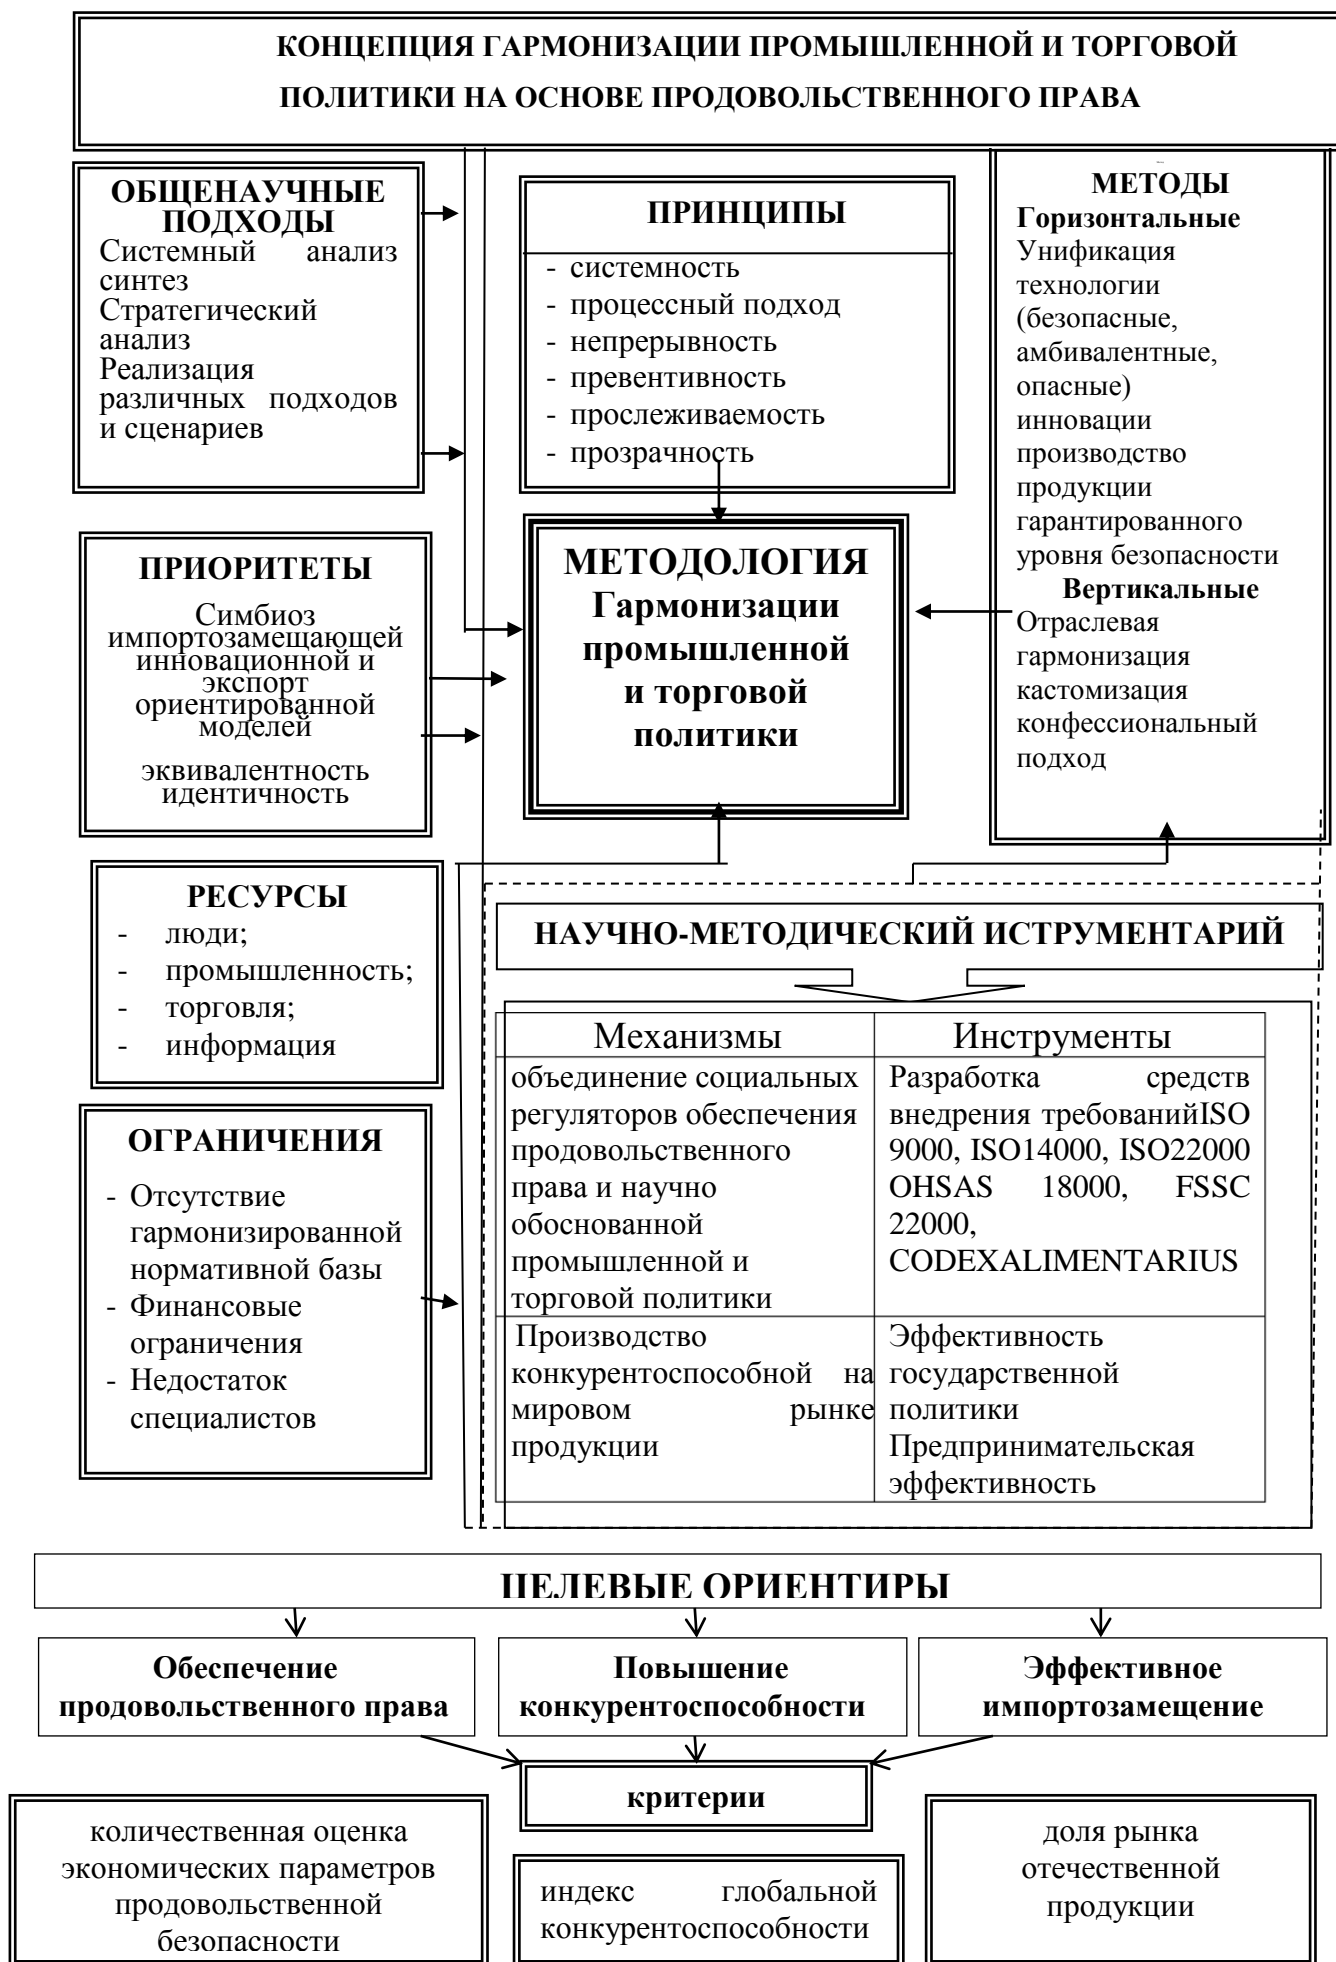 КОНЦЕПЦИЯ ГАРМОНИЗАЦИИ ПРОМЫШЛЕННОЙ И ТОРГОВОЙ
ПОЛИТИКИ НА ОСНОВЕ ПРОДОВОЛЬСТВЕННОГО ПРАВА
ОБЩЕНАУЧНЫЕ
ПОДХОДЫ
Системный анализ
синтез
Стратегический
анализ
Реализация
различных подходов
и сценариев
ПРИНЦИПЫ
- системность
- процессный подход
- непрерывность
- превентивность
- прослеживаемость
- прозрачность
МЕТОДЫ
Горизонтальные
Унификация
технологии
(безопасные,
амбивалентные,
опасные)
инновации
производство
продукции
гарантированного
уровня безопасности
Вертикальные
Отраслевая
гармонизация
кастомизация
конфессиональный
подход
ПРИОРИТЕТЫ
Симбиоз
импортозамещающей
инновационной и
экспорт
ориентированной
моделей
эквивалентность
идентичность
МЕТОДОЛОГИЯ
Гармонизации
промышленной
и торговой
политики
РЕСУРСЫ
- люди;
- промышленность;
- торговля;
- информация
ОГРАНИЧЕНИЯ
- Отсутствие
гармонизированной
нормативной базы
- Финансовые
ограничения
- Недостаток
специалистов
НАУЧНО-МЕТОДИЧЕСКИЙ ИСТРУМЕНТАРИЙ
Механизмы
объединение социальных
регуляторов обеспечения
продовольственного
права и научно
обоснованной
промышленной и
торговой политики
Инструменты
Разработка средств
внедрения требованийISO
9000, ISO14000, ISO22000
OHSAS 18000, FSSC
22000,
CODEXALIMENTARIUS
Производство
конкурентоспособной на
мировом рынке
продукции
Эффективность
государственной
политики
Предпринимательская
эффективность
ЦЕЛЕВЫЕ ОРИЕНТИРЫ
Обеспечение
продовольственного права
Повышение
конкурентоспособности
Эффективное
импортозамещение
критерии
количественная оценка
экономических параметров
продовольственной
безопасности
индекс глобальной
конкурентоспособности
доля рынка
отечественной
продукции